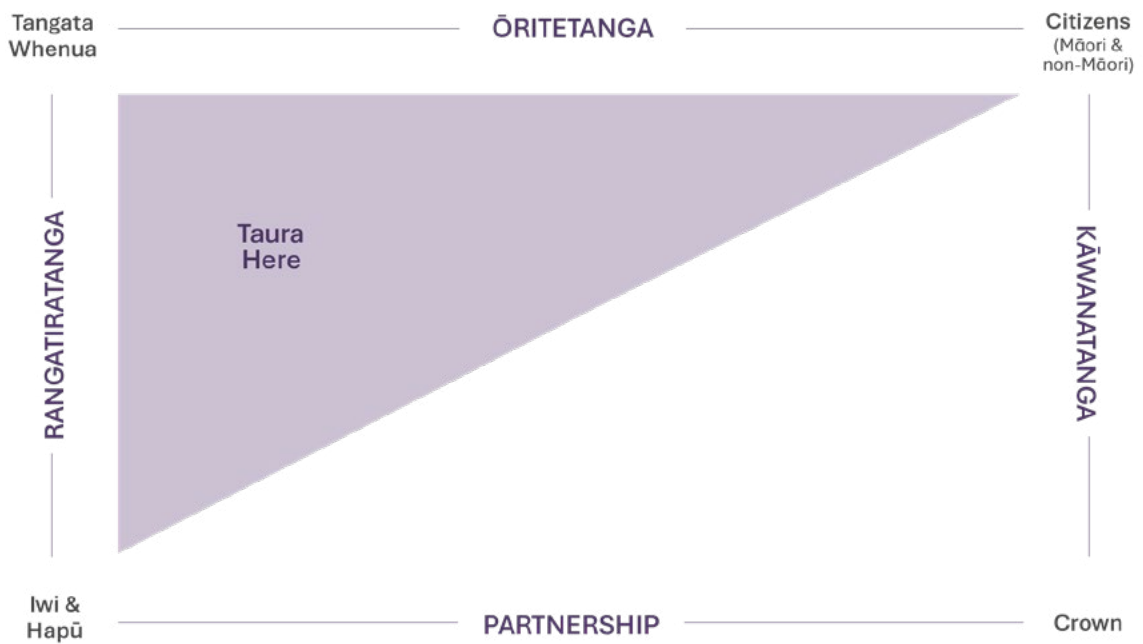 Tangata
Whenua
ŌRITETANGA
Citizens
(Māori &
non-Māori)
RANGATIRATANGA
Taura
Here
KĀWANATANGA
Iwi &
Hapū
PARTNERSHIP
Crown